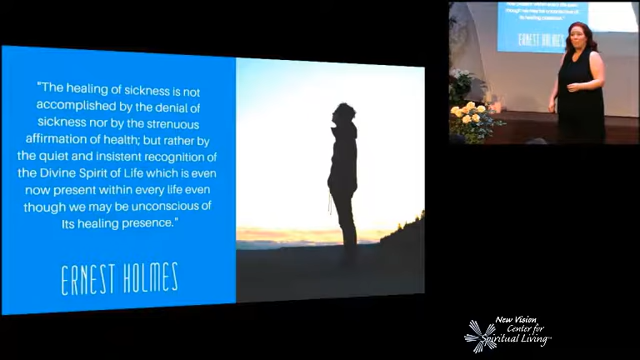 "The healing of sickness is not
accomplished by the denial of
sickness nor by the strenuous
affirmation of health; but rather by
the quiet and insistent recognition of
the Divine Spirit of Life which is even
now present within every life even
though we may be unconscious of
Its healing presence."
ERNEST HOLMES
ERNEST HOLMES
New Vision
Center for
Spiritual Living